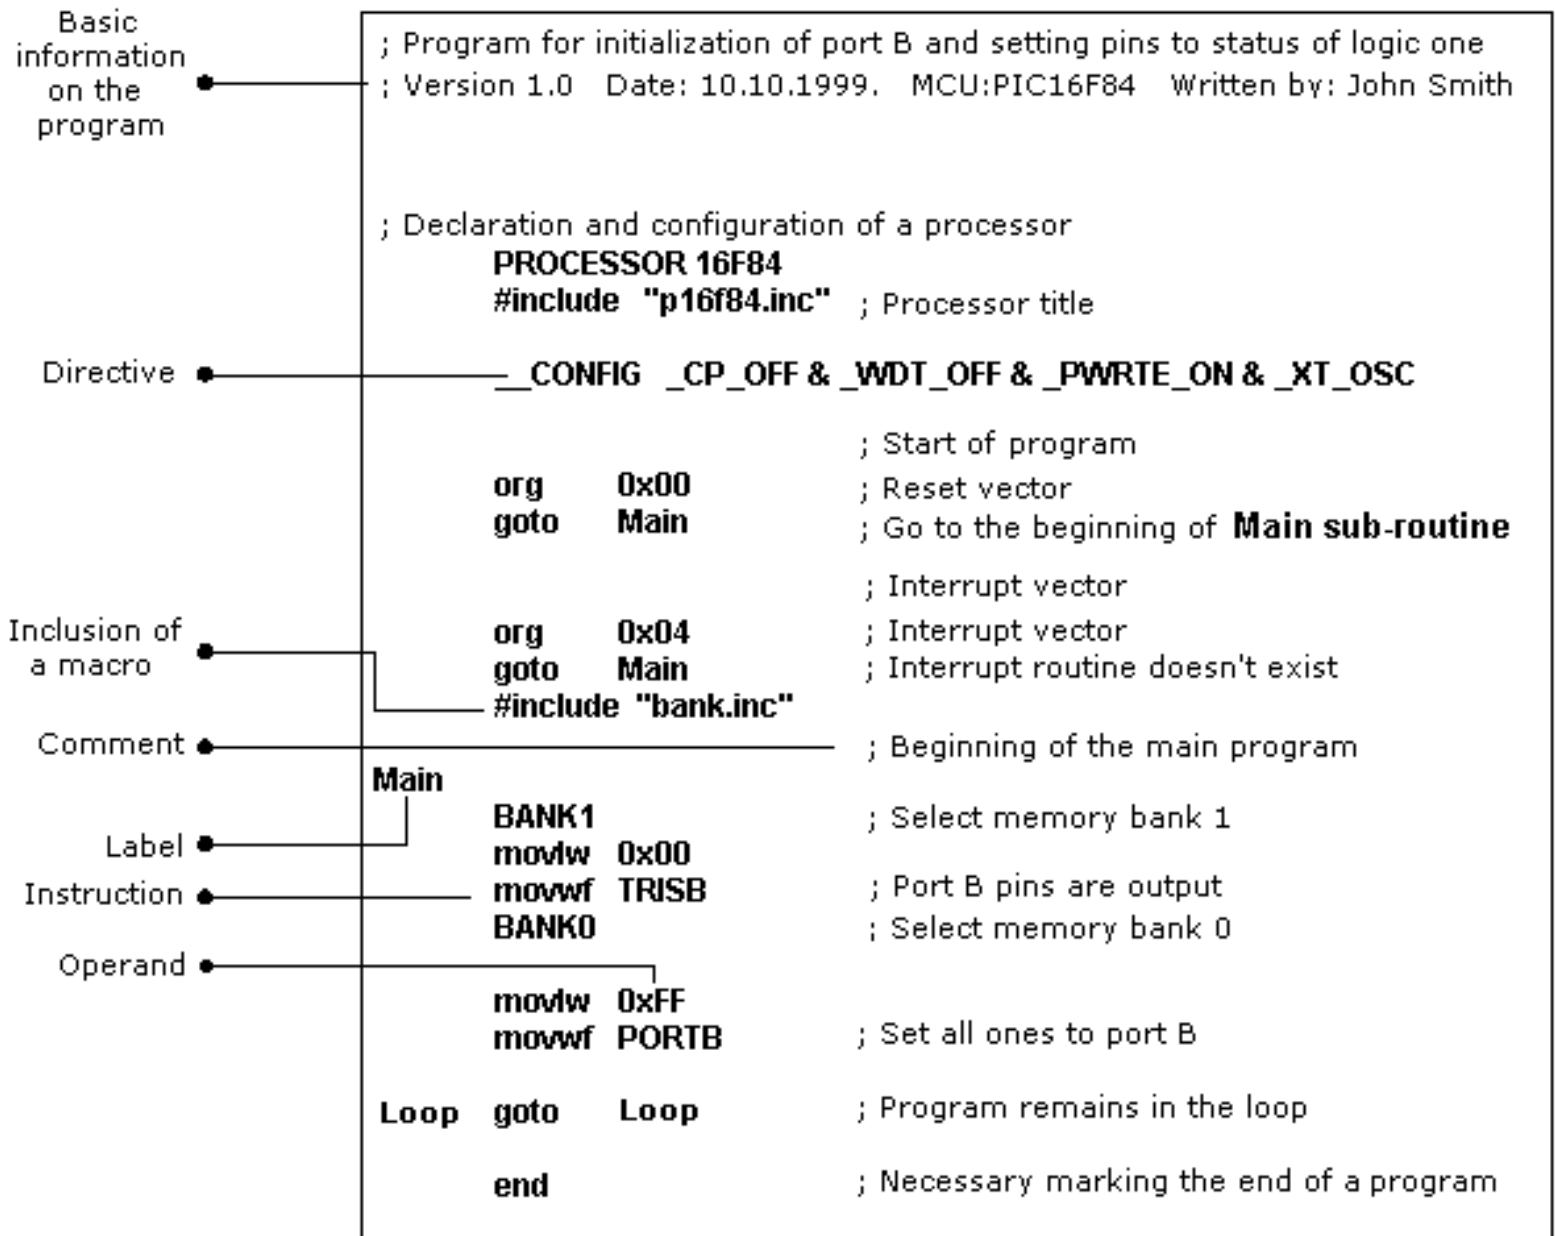 Basic
information
on the
program
; Program for initialization of port B and setting pins to status of logic one
; Version 1.0 Date: 10.10.1999. MCU:PIC16F84 Written by: John Smith
; Declaration and configuration of a processor
PROCESSOR 16F84
#include "p16f84.inc" ; Processor title
Directive
__CONFIG _CP_OFF & _WDT_OFF & _PWRTE_ON & _XT_OSC
; Start of program
org 0x00 ; Reset vector
goto Main ; Go to the beginning of Main sub-routine
; Interrupt vector
Inclusion of
a macro
org 0x04 ; Interrupt vector
goto Main ; Interrupt routine doesn't exist
#include "bank.inc"
Comment
; Beginning of the main program
Main
BANK1 ; Select memory bank 1
Label
movlw 0x00
Instruction
movwf TRISB ; Port B pins are output
BANK0 ; Select memory bank 0
Operand
movlw 0xFF
movwf PORTB ; Set all ones to port B
Loop goto Loop ; Program remains in the loop
end ; Necessary marking the end of a program